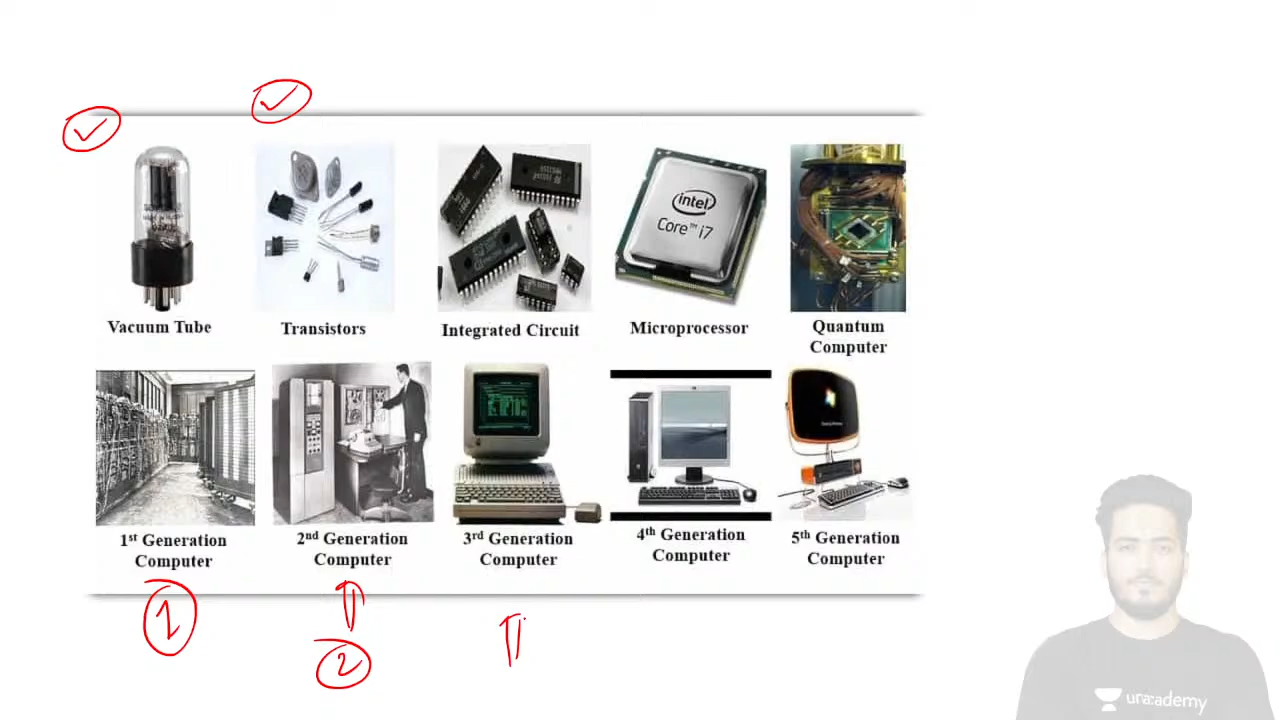 intel
Core™ i7
Vacuum Tube
Transistors
Integrated Circuit
Microprocessor
Quantum
Computer
1st Generation
Computer
2nd Generation
Computer
3rd Generation
Computer
4th Generation
Computer
5th Generation
Computer
1
2
unacademy